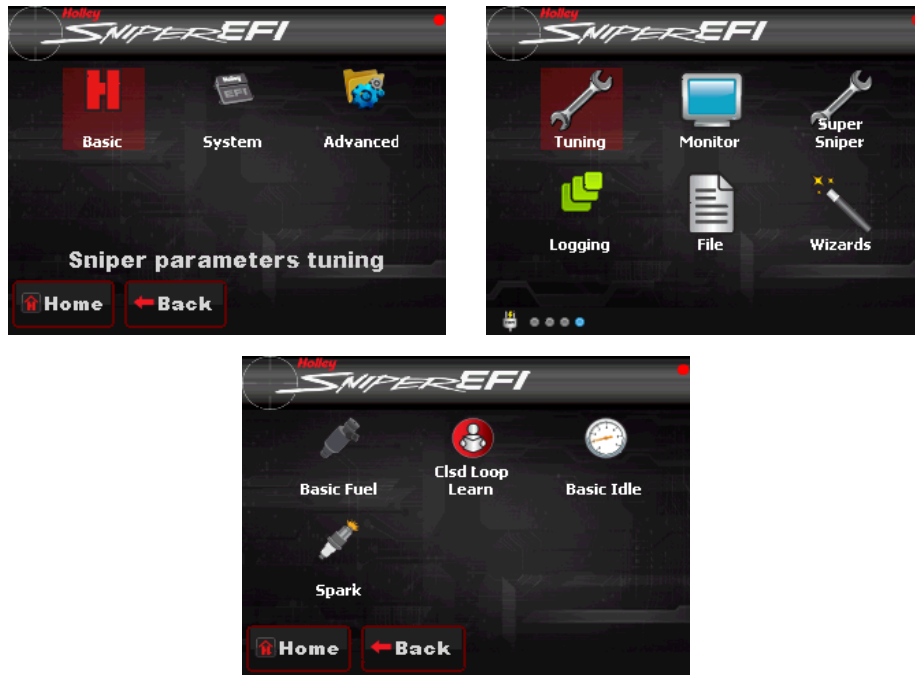 Holley
SNIPER EFI
Basic
System
Advanced
Sniper parameters tuning
Home
Back
Holley
SNIPER EFI
Tuning
Monitor
Super
Sniper
Logging
File
Wizards
Holley
SNIPER EFI
Basic Fuel
Clsd Loop
Learn
Basic Idle
Spark
Home
Back